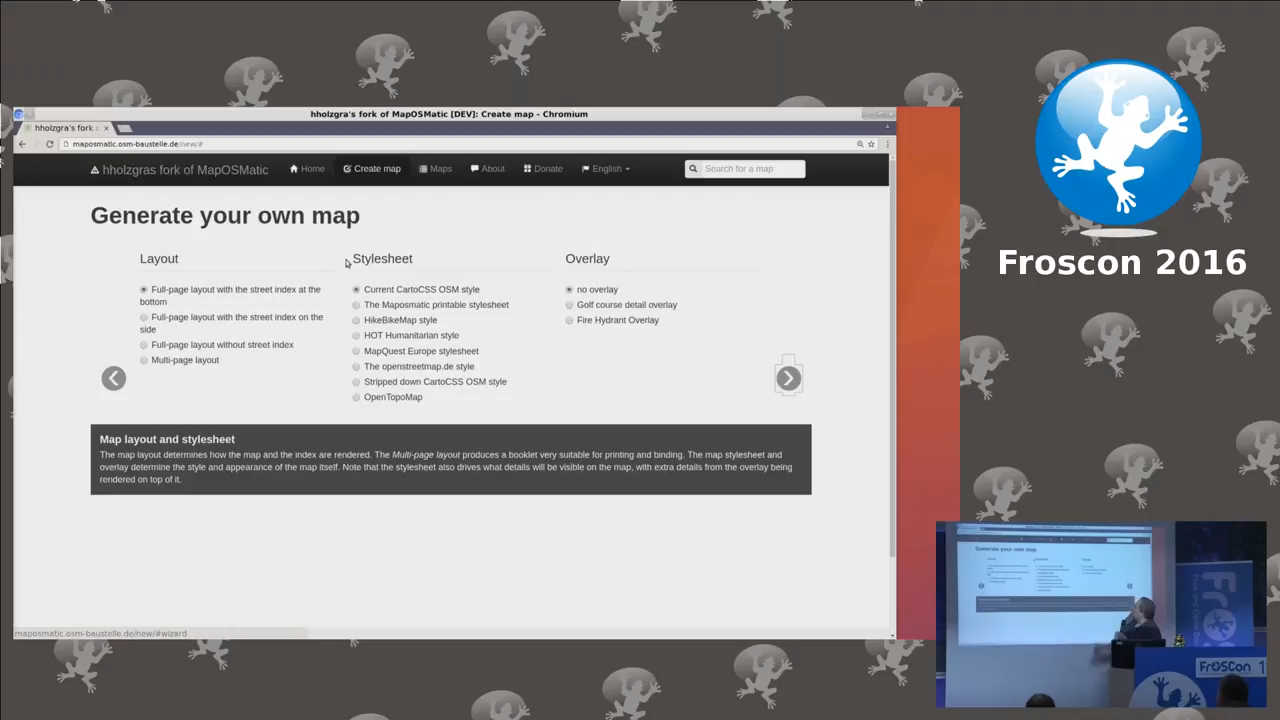 hholzgra's fork of MapOSMatic [DEV]: Create map - Chromium
hholzgra's fork
maposmatic.osm-baustelle.de/new/#
hholzgras fork of MapOSMatic Home Create map Maps About Donate English Search for a map
Generate your own map
Layout
Full-page layout with the street index at the
bottom
Full-page layout with the street index on the
side
Full-page layout without street index
Multi-page layout
Stylesheet
Current CartoCSS OSM style
The Maposmatic printable stylesheet
HikeBikeMap style
HOT Humanitarian style
MapQuest Europe stylesheet
The openstreetmap.de style
Stripped down CartoCSS OSM style
OpenTopoMap
Overlay
no overlay
Golf course detail overlay
Fire Hydrant Overlay
Map layout and stylesheet
The map layout determines how the map and the index are rendered. The Multi-page layout produces a booklet very suitable for printing and binding. The map stylesheet and
overlay determine the style and appearance of the map itself. Note that the stylesheet also drives what details will be visible on the map, with extra details from the overlay being
rendered on top of it.
maposmatic.osm-baustelle.de/new/#wizard
Froscon 2016
Generate your own map
FrOSCon